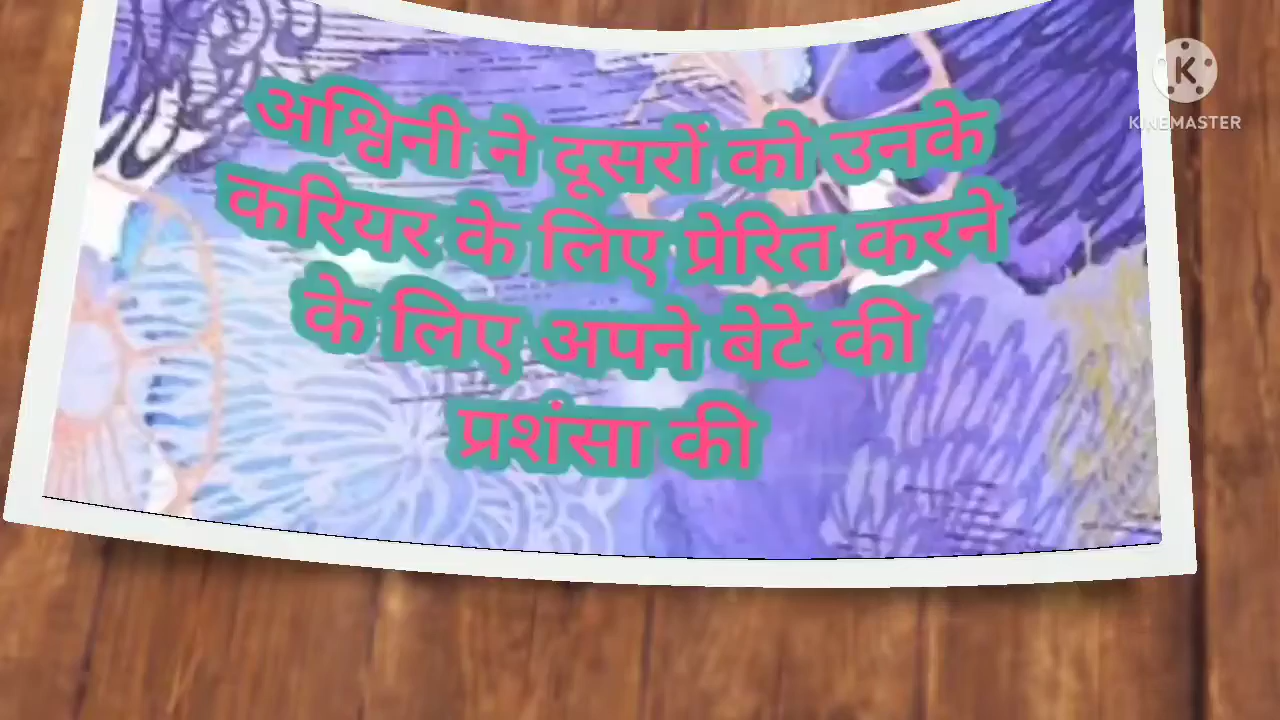 अश्विनी ने दूसरों को उनके
करियर के लिए प्रेरित करने
के लिए अपने बेटे की
प्रशंसा की
KINEMASTER